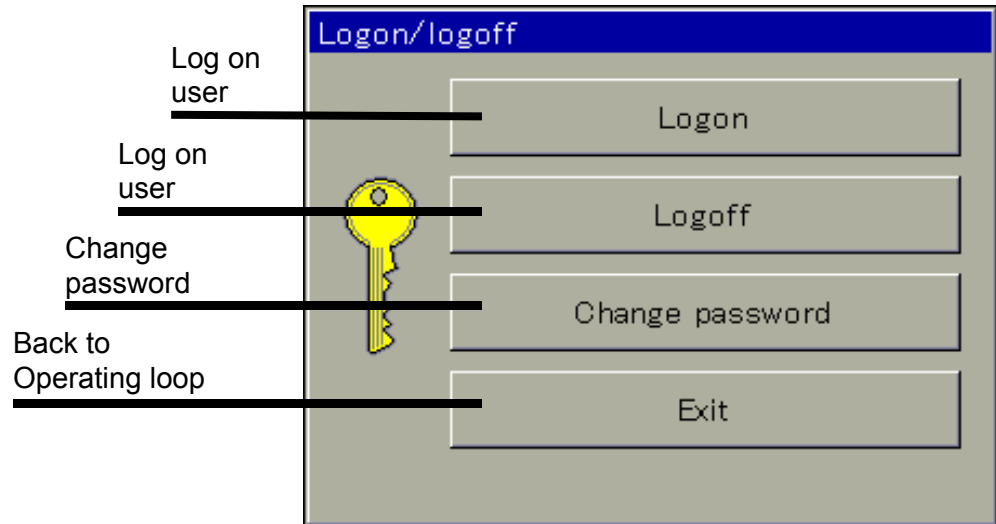 Logon/logoff
Log on
user
Logon
Log on
user
Logoff
Change
password
Change password
Back to
Operating loop
Exit